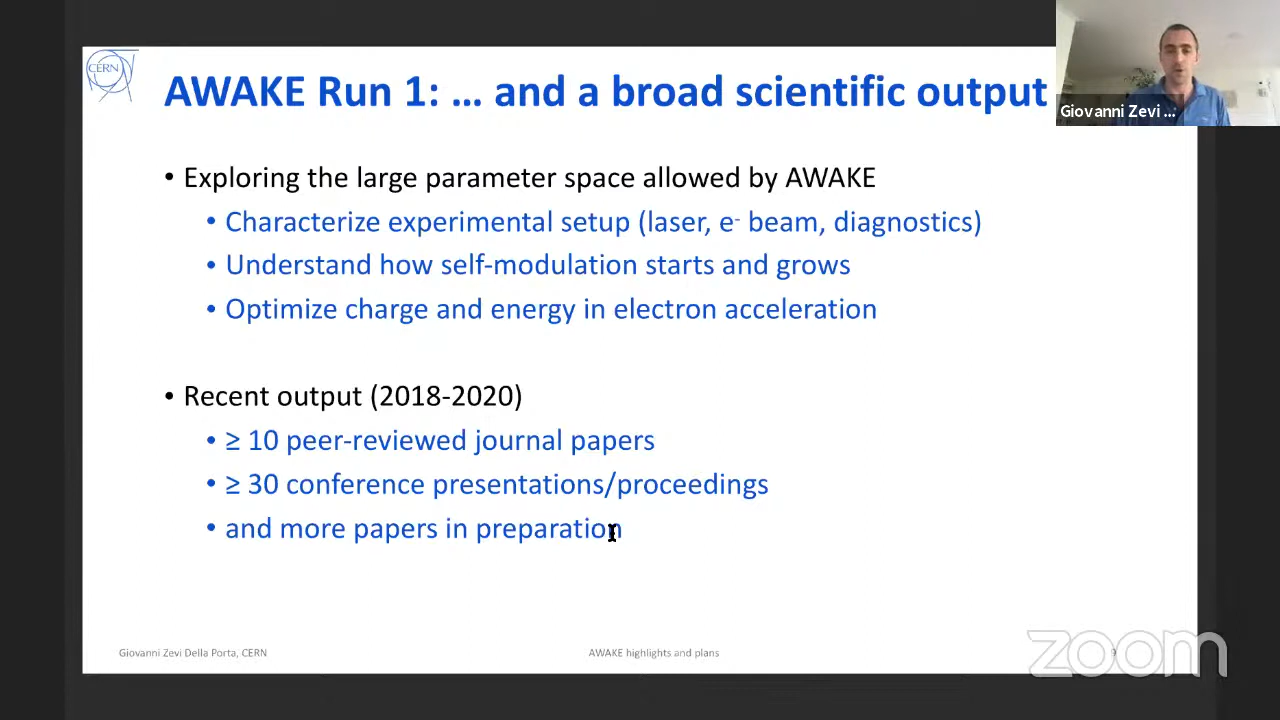 CERN
AWAKE Run 1: ... and a broad scientific output
Giovanni Zevi ...
• Exploring the large parameter space allowed by AWAKE
• Characterize experimental setup (laser, e- beam, diagnostics)
• Understand how self-modulation starts and grows
• Optimize charge and energy in electron acceleration
• Recent output (2018-2020)
• ≥ 10 peer-reviewed journal papers
• ≥ 30 conference presentations/proceedings
• and more papers in preparation
Giovanni Zevi Della Porta, CERN
AWAKE highlights and plans
9
zoom